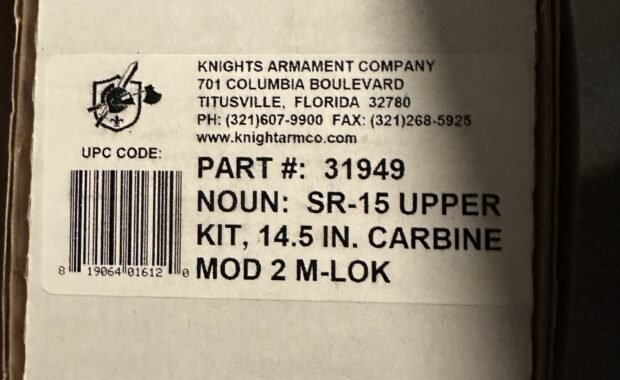 KNIGHTS ARMAMENT COMPANY
701 COLUMBIA BOULEVARD
TITUSVILLE, FLORIDA 32780
PH: (321)607-9900 FAX: (321)268-5925
www.knightarmco.com
UPC CODE:
PART #: 31949
NOUN: SR-15 UPPER
KIT, 14.5 IN. CARBINE
MOD 2 M-LOK
8 19064 01612 0